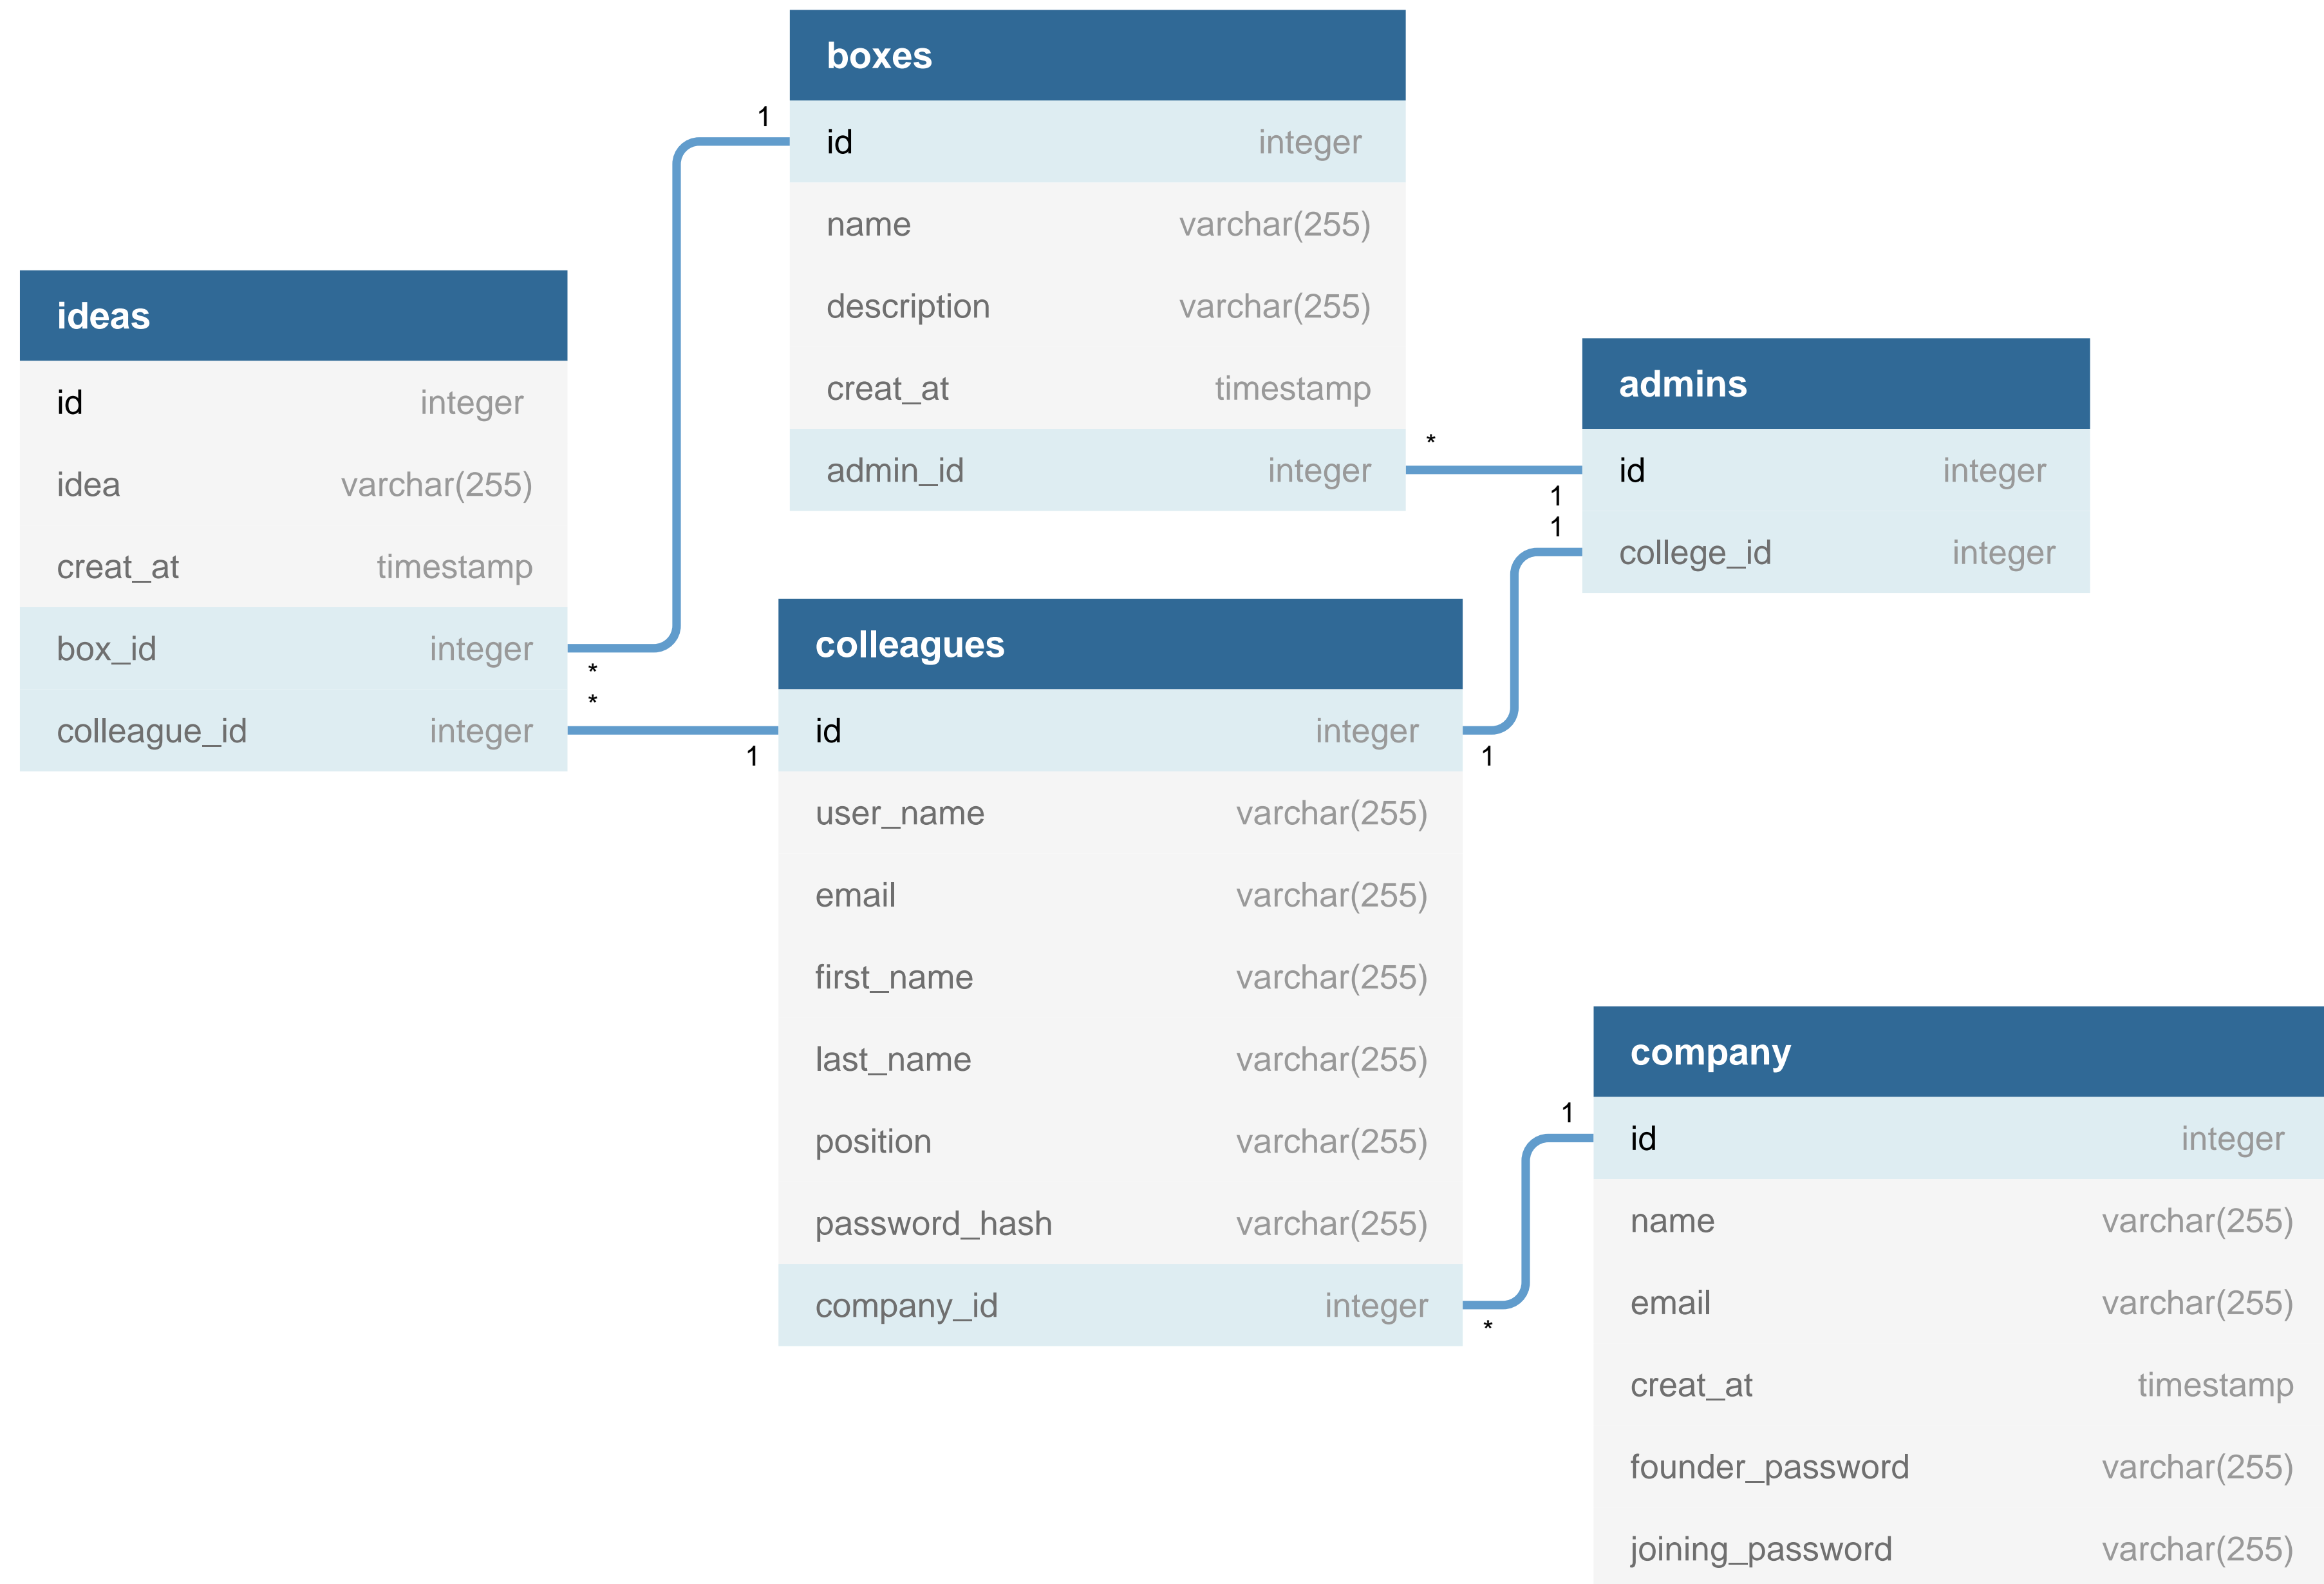 boxes
id integer
name varchar(255)
description varchar(255)
creat_at timestamp
admin_id integer
ideas
id integer
idea varchar(255)
creat_at timestamp
box_id integer
colleague_id integer
admins
id integer
college_id integer
colleagues
id integer
user_name varchar(255)
email varchar(255)
first_name varchar(255)
last_name varchar(255)
position varchar(255)
password_hash varchar(255)
company_id integer
company
id integer
name varchar(255)
email varchar(255)
creat_at timestamp
founder_password varchar(255)
joining_password varchar(255)
1
*
*
1
*
1
1
1
1
*